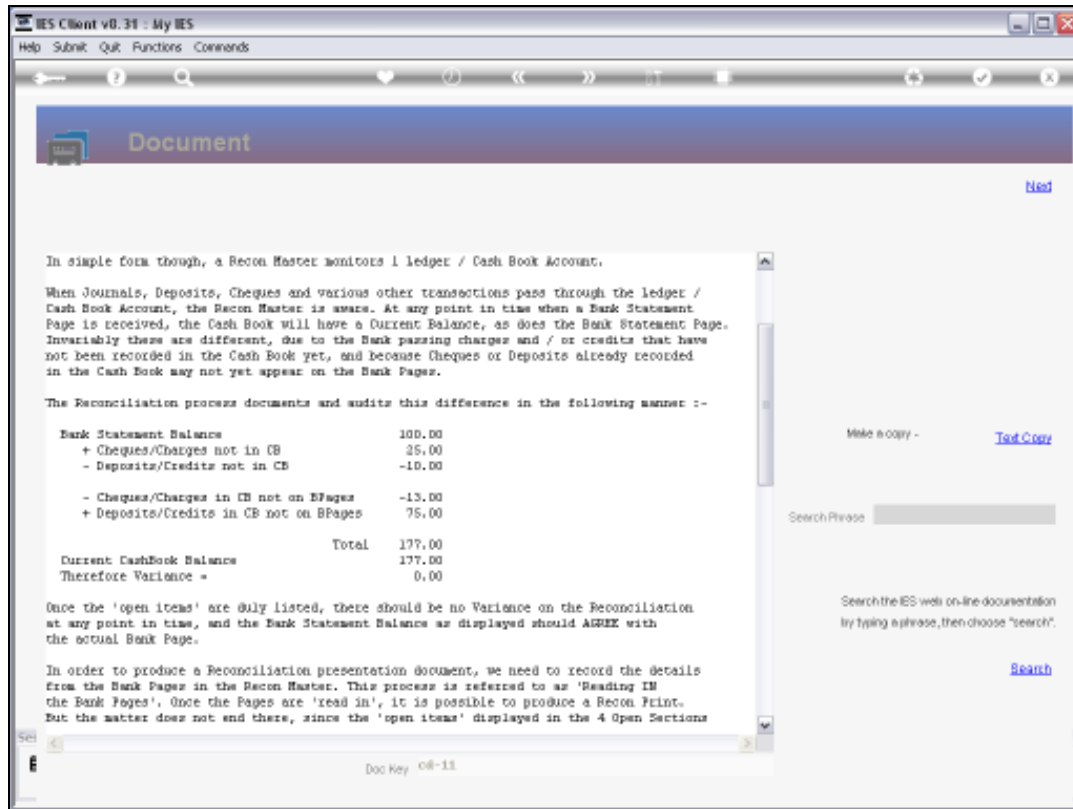 IES Client v8.31 : My IES
Help Submit Quit Functions Commands
Document
Next
In simple form though, a Recon Master monitors 1 Ledger / Cash Book Account.
When Journals, Deposits, Cheques and various other transactions pass through the ledger /
Cash Book Account, the Recon Master is aware. At any point in time when a Bank Statement
Page is received, the Cash Book will have a Current Balance, as does the Bank Statement Page.
Invariably these are different, due to the Bank passing charges and / or credits that have
not been recorded in the Cash Book yet, and because Cheques or Deposits already recorded
in the Cash Book may not yet appear on the Bank Pages.
The Reconciliation process documents and audits this difference in the following manner :-
Bank Statement Balance 100.00
+ Cheques/Charges not in CB 25.00
- Deposits/Credits not in CB -10.00
- Cheques/Charges in CB not on BPages -13.00
+ Deposits/Credits in CB not on BPages 75.00
Total 177.00
Current CashBook Balance 177.00
Therefore Variance = 0.00
Once the 'open items' are duly listed, there should be no Variance on the Reconciliation
at any point in time, and the Bank Statement Balance as displayed should AGREE with
the actual Bank Page.
In order to produce a Reconciliation presentation document, we need to record the details
from the Bank Pages in the Recon Master. This process is referred to as 'Reading IN
the Bank Pages'. Once the Pages are 'read in', it is possible to produce a Recon Print.
But the matter does not end there, since the 'open items' displayed in the 4 Open Sections
Make a copy -
Text Copy
Search Phrase
Search the IES web on-line documentation
by typing a phrase, then choose "search".
Search
Doc Key